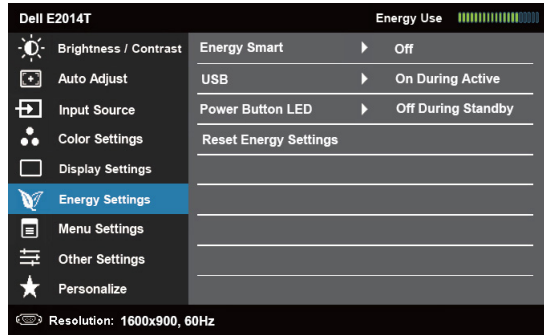 Dell E2014T Energy Use
Brightness / Contrast Energy Smart Off
Auto Adjust USB On During Active
Input Source Power Button LED Off During Standby
Color Settings Reset Energy Settings
Display Settings
Energy Settings
Menu Settings
Other Settings
Personalize
Resolution: 1600x900, 60Hz